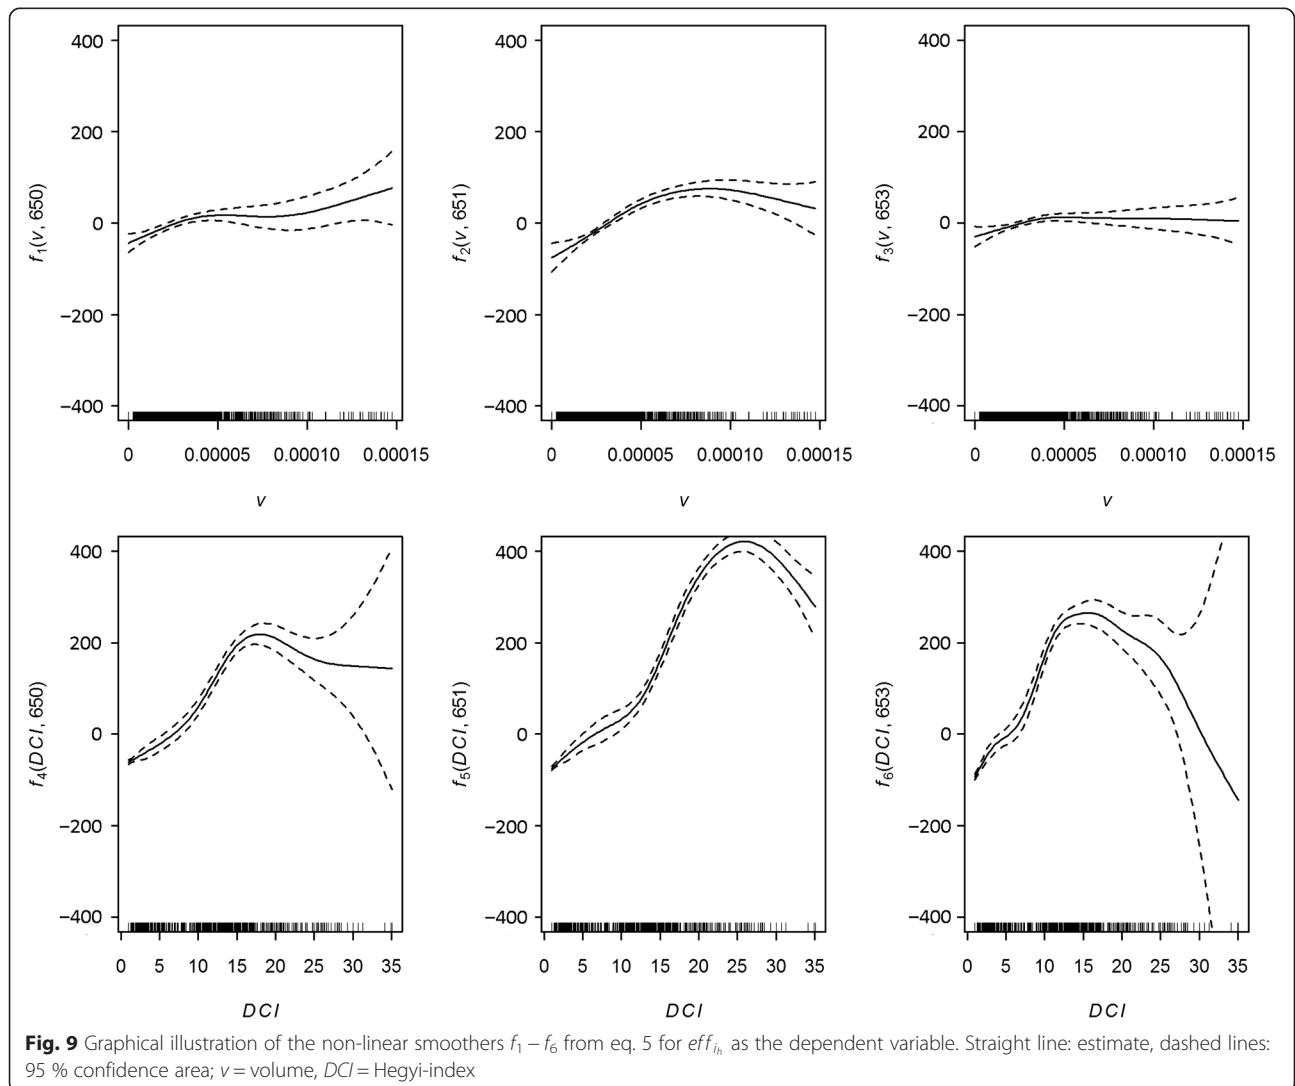 400
200
0
−200
−400
f1(v, 650)
0 0.00005 0.00010 0.00015
v
400
200
0
−200
−400
f2(v, 651)
0 0.00005 0.00010 0.00015
v
400
200
0
−200
−400
f3(v, 653)
0 0.00005 0.00010 0.00015
v
400
200
0
−200
−400
f4(DCI, 650)
0 5 10 15 20 25 30 35
DCI
400
200
0
−200
−400
f5(DCI, 651)
0 5 10 15 20 25 30 35
DCI
400
200
0
−200
−400
f6(DCI, 653)
0 5 10 15 20 25 30 35
DCI
Fig. 9 Graphical illustration of the non-linear smoothers f1 − f6 from eq. 5 for eff ih as the dependent variable. Straight line: estimate, dashed lines:
95 % confidence area; v = volume, DCI = Hegyi-index